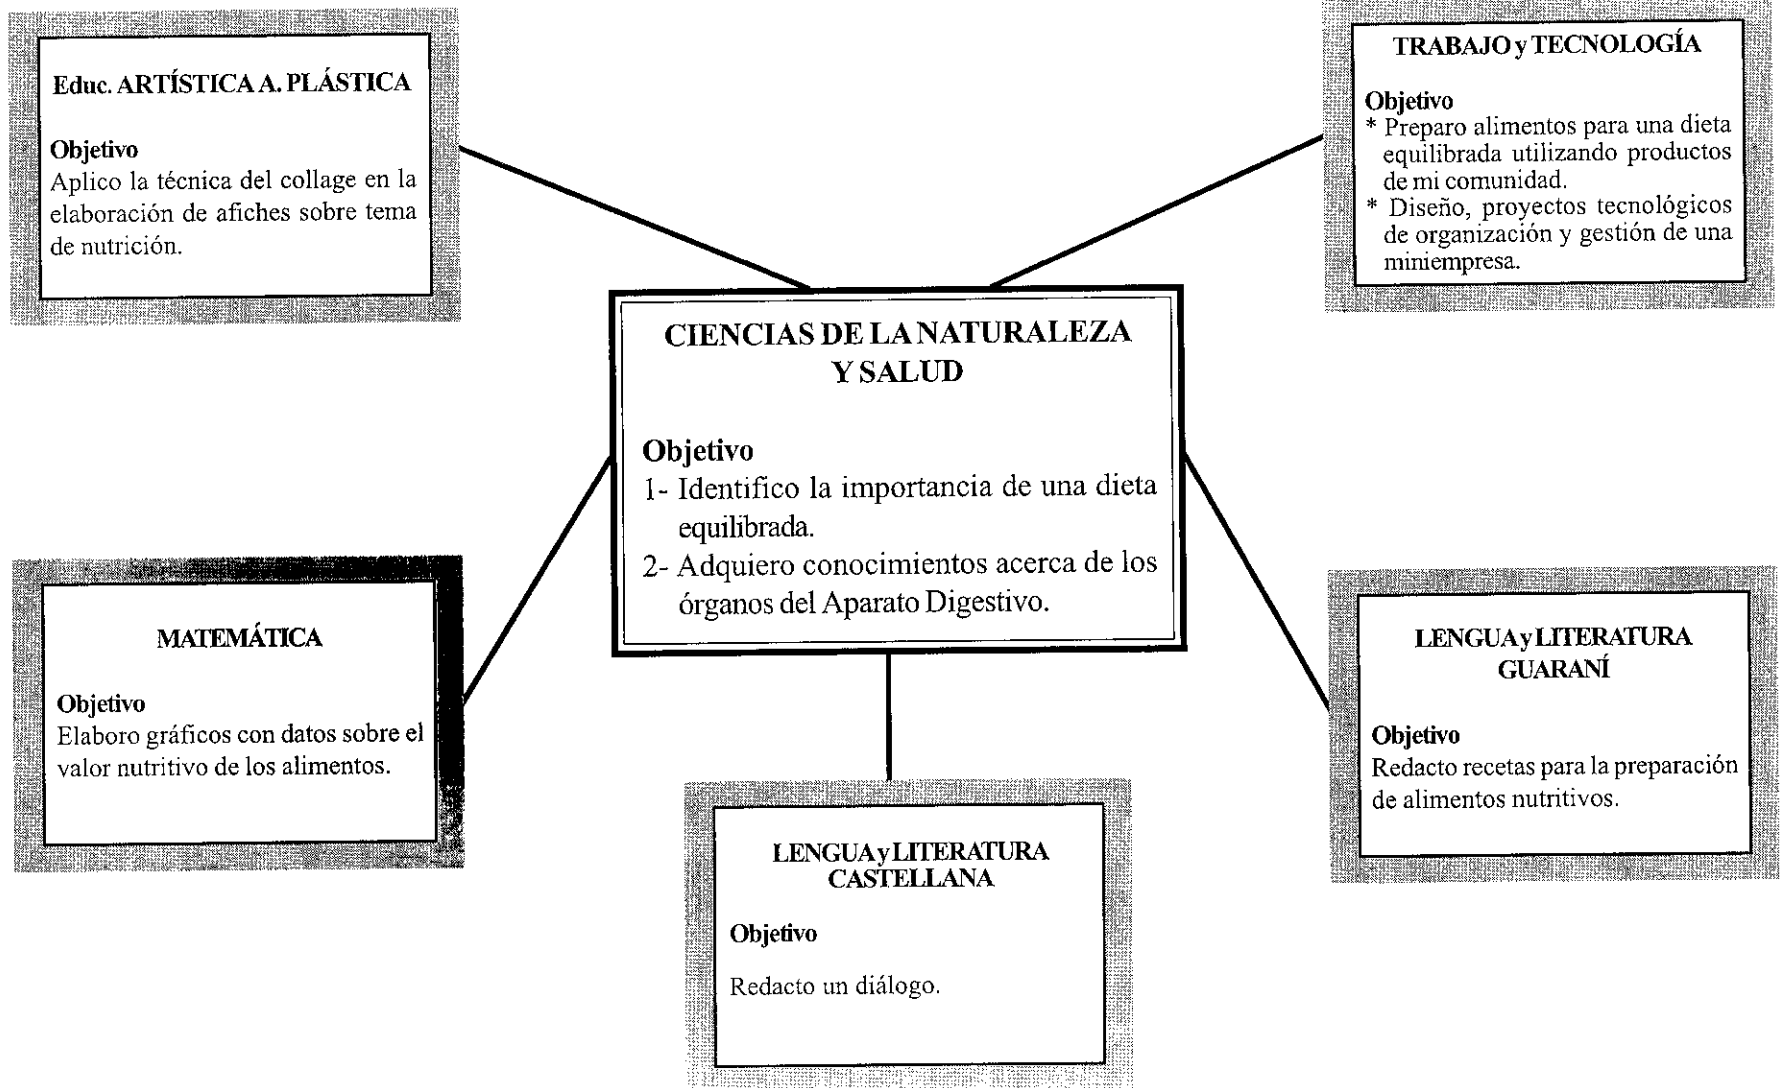 Educ. ARTÍSTICA A. PLÁSTICA
Objetivo
Aplico la técnica del collage en la
elaboración de afiches sobre tema
de nutrición.
TRABAJO y TECNOLOGÍA
Objetivo
* Preparo alimentos para una dieta
equilibrada utilizando productos
de mi comunidad.
* Diseño, proyectos tecnológicos
de organización y gestión de una
miniempresa.
CIENCIAS DE LA NATURALEZA
Y SALUD
Objetivo
1- Identifico la importancia de una dieta
equilibrada.
2- Adquiero conocimientos acerca de los
órganos del Aparato Digestivo.
MATEMÁTICA
Objetivo
Elaboro gráficos con datos sobre el
valor nutritivo de los alimentos.
LENGUA y LITERATURA
GUARANÍ
Objetivo
Redacto recetas para la preparación
de alimentos nutritivos.
LENGUA y LITERATURA
CASTELLANA
Objetivo
Redacto un diálogo.